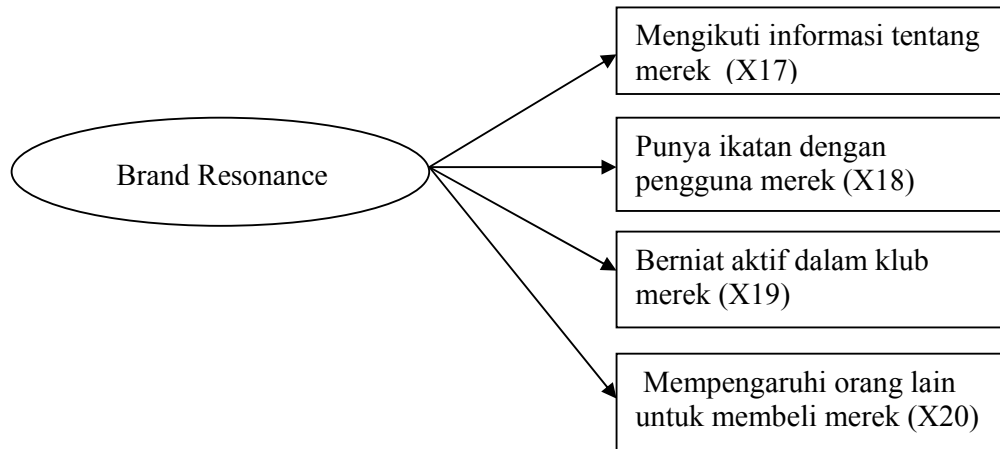 Mengikuti informasi tentang
merek (X17)
Punya ikatan dengan
pengguna merek (X18)
Brand Resonance
Berniat aktif dalam klub
merek (X19)
Mempengaruhi orang lain
untuk membeli merek (X20)